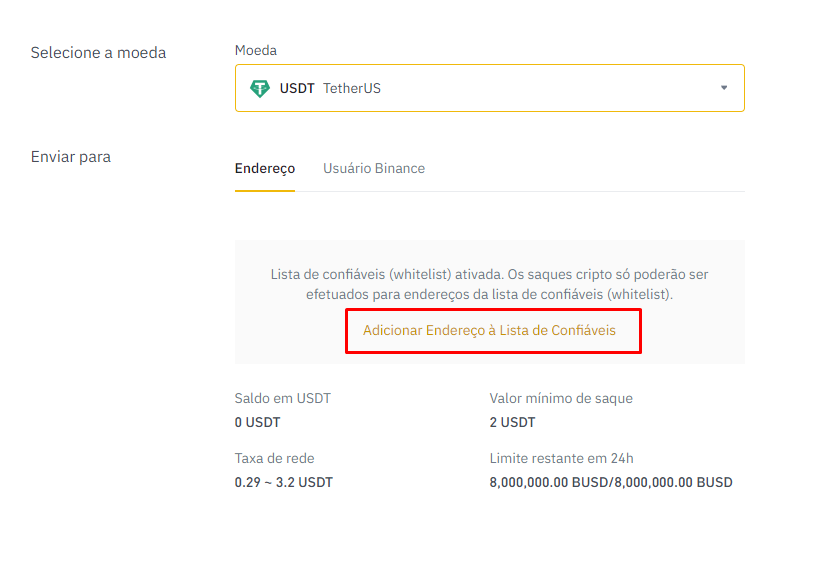 Selecione a moeda
Moeda
USDT TetherUS
Enviar para
Endereço Usuário Binance
Lista de confiáveis (whitelist) ativada. Os saques cripto só poderão ser
efetuados para endereços da lista de confiáveis (whitelist).
Adicionar Endereço à Lista de Confiáveis
Saldo em USDT
0 USDT
Valor mínimo de saque
2 USDT
Taxa de rede
0.29 ~ 3.2 USDT
Limite restante em 24h
8,000,000.00 BUSD/8,000,000.00 BUSD